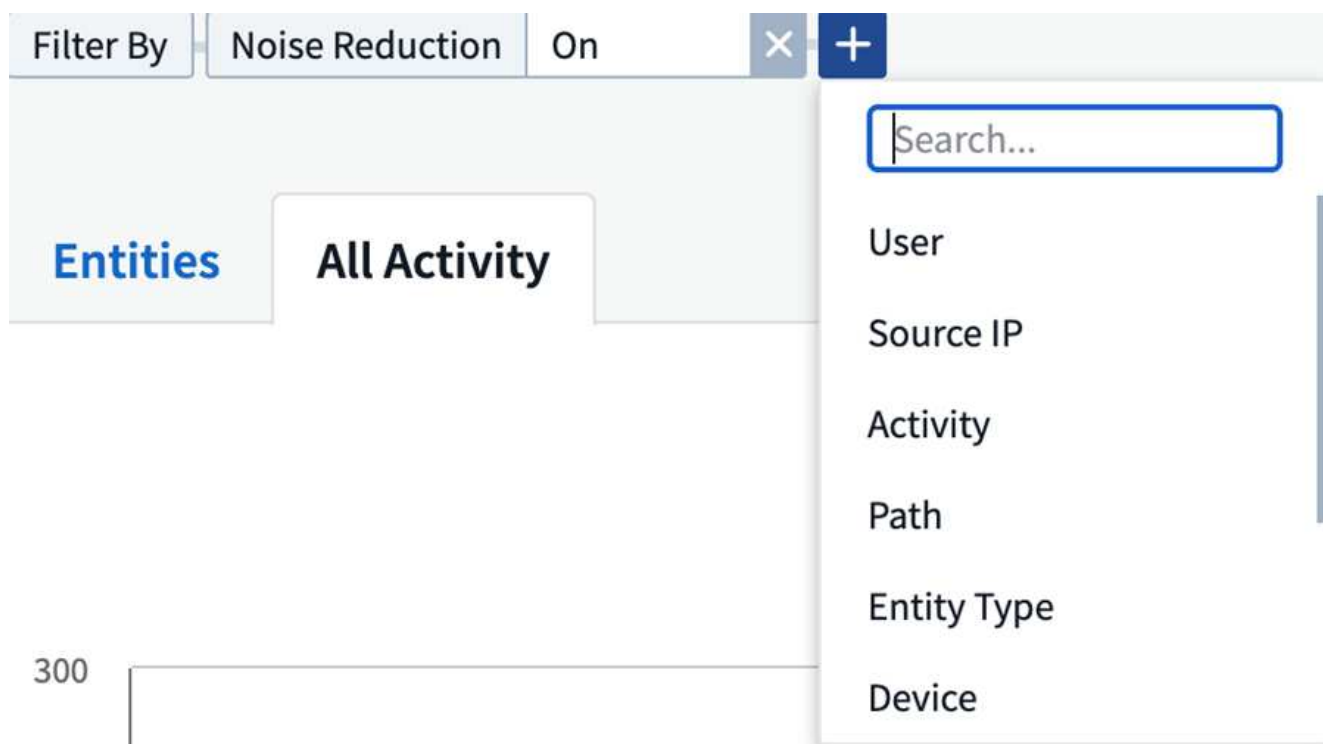 Filter By Noise Reduction On × +
Search...
Entities All Activity
User
Source IP
Activity
Path
Entity Type
Device
300